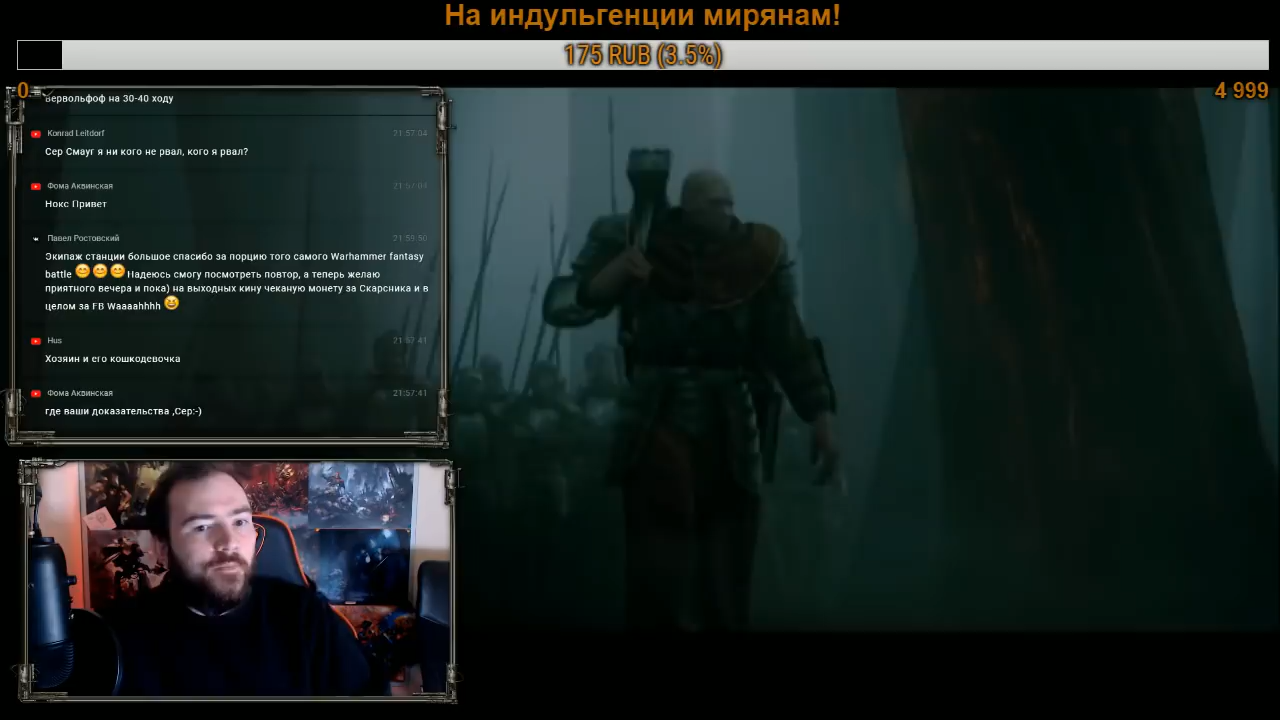 На индульгенции мирянам!
175 RUB (3.5%)
0
4 999
вервольфоф на 30-40 ходу
Konrad Leitdorf 21:57:04
Сер Смауг я ни кого не рвал, кого я рвал?
Фома Аквинская 21:57:04
Нокс Привет
Павел Ростовский
Экипаж станции большое спасибо за порцию того самого Warhammer fantasy
battle 😊😊😊 Надеюсь смогу посмотреть повтор, а теперь желаю
приятного вечера и пока) на выходных кину чеканую монету за Скарсника и в
целом за FB Waaaahhhh 😆
Hus 21:57:41
Хозяин и его кошкодевочка
Фома Аквинская 21:57:41
где ваши доказательства ,Сер:-)